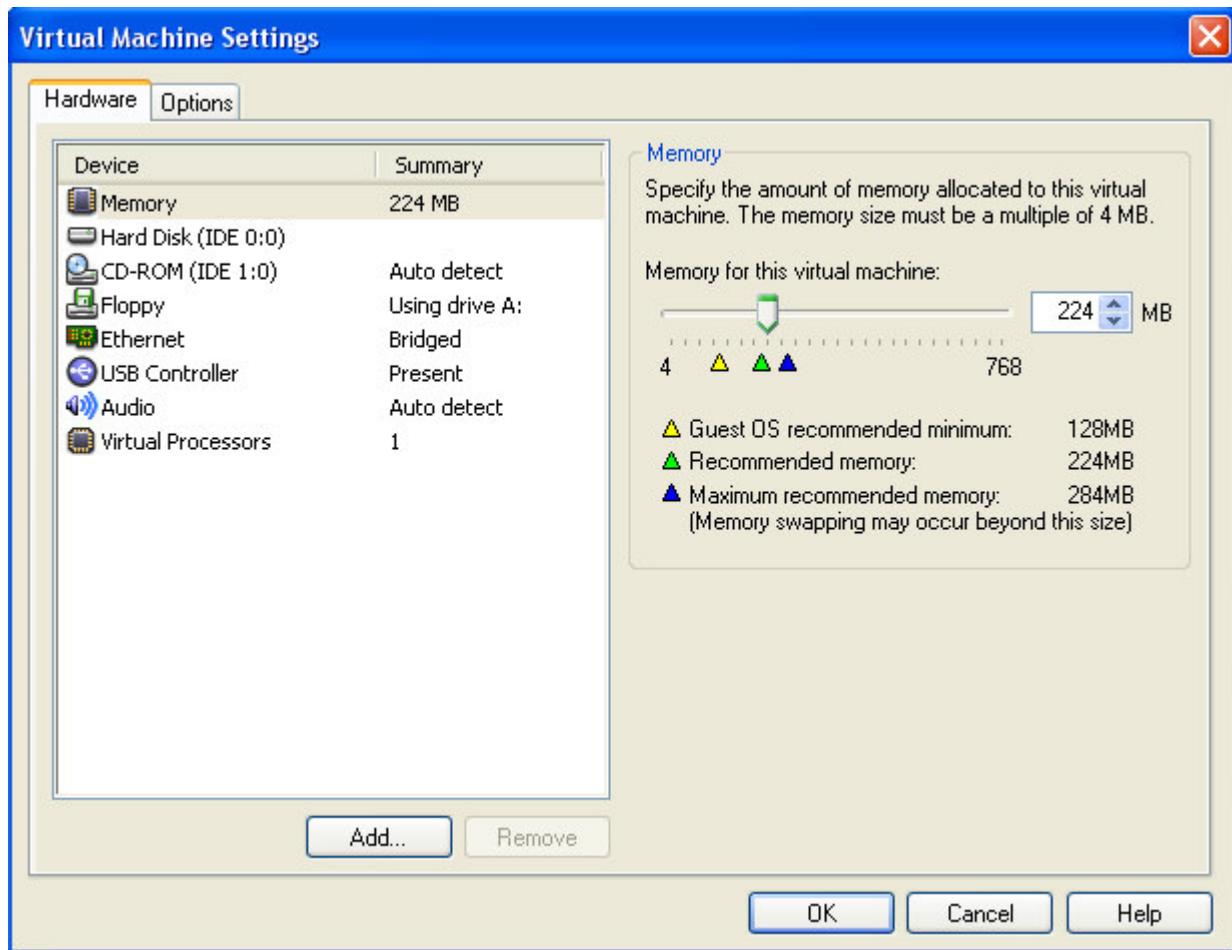 Virtual Machine Settings
Hardware
Options
Device Summary
Memory 224 MB
Hard Disk (IDE 0:0)
CD-ROM (IDE 1:0) Auto detect
Floppy Using drive A:
Ethernet Bridged
USB Controller Present
Audio Auto detect
Virtual Processors 1
Add...
Remove
Memory
Specify the amount of memory allocated to this virtual
machine. The memory size must be a multiple of 4 MB.
Memory for this virtual machine:
224 MB
4 768
Guest OS recommended minimum: 128MB
Recommended memory: 224MB
Maximum recommended memory: 284MB
(Memory swapping may occur beyond this size)
OK
Cancel
Help